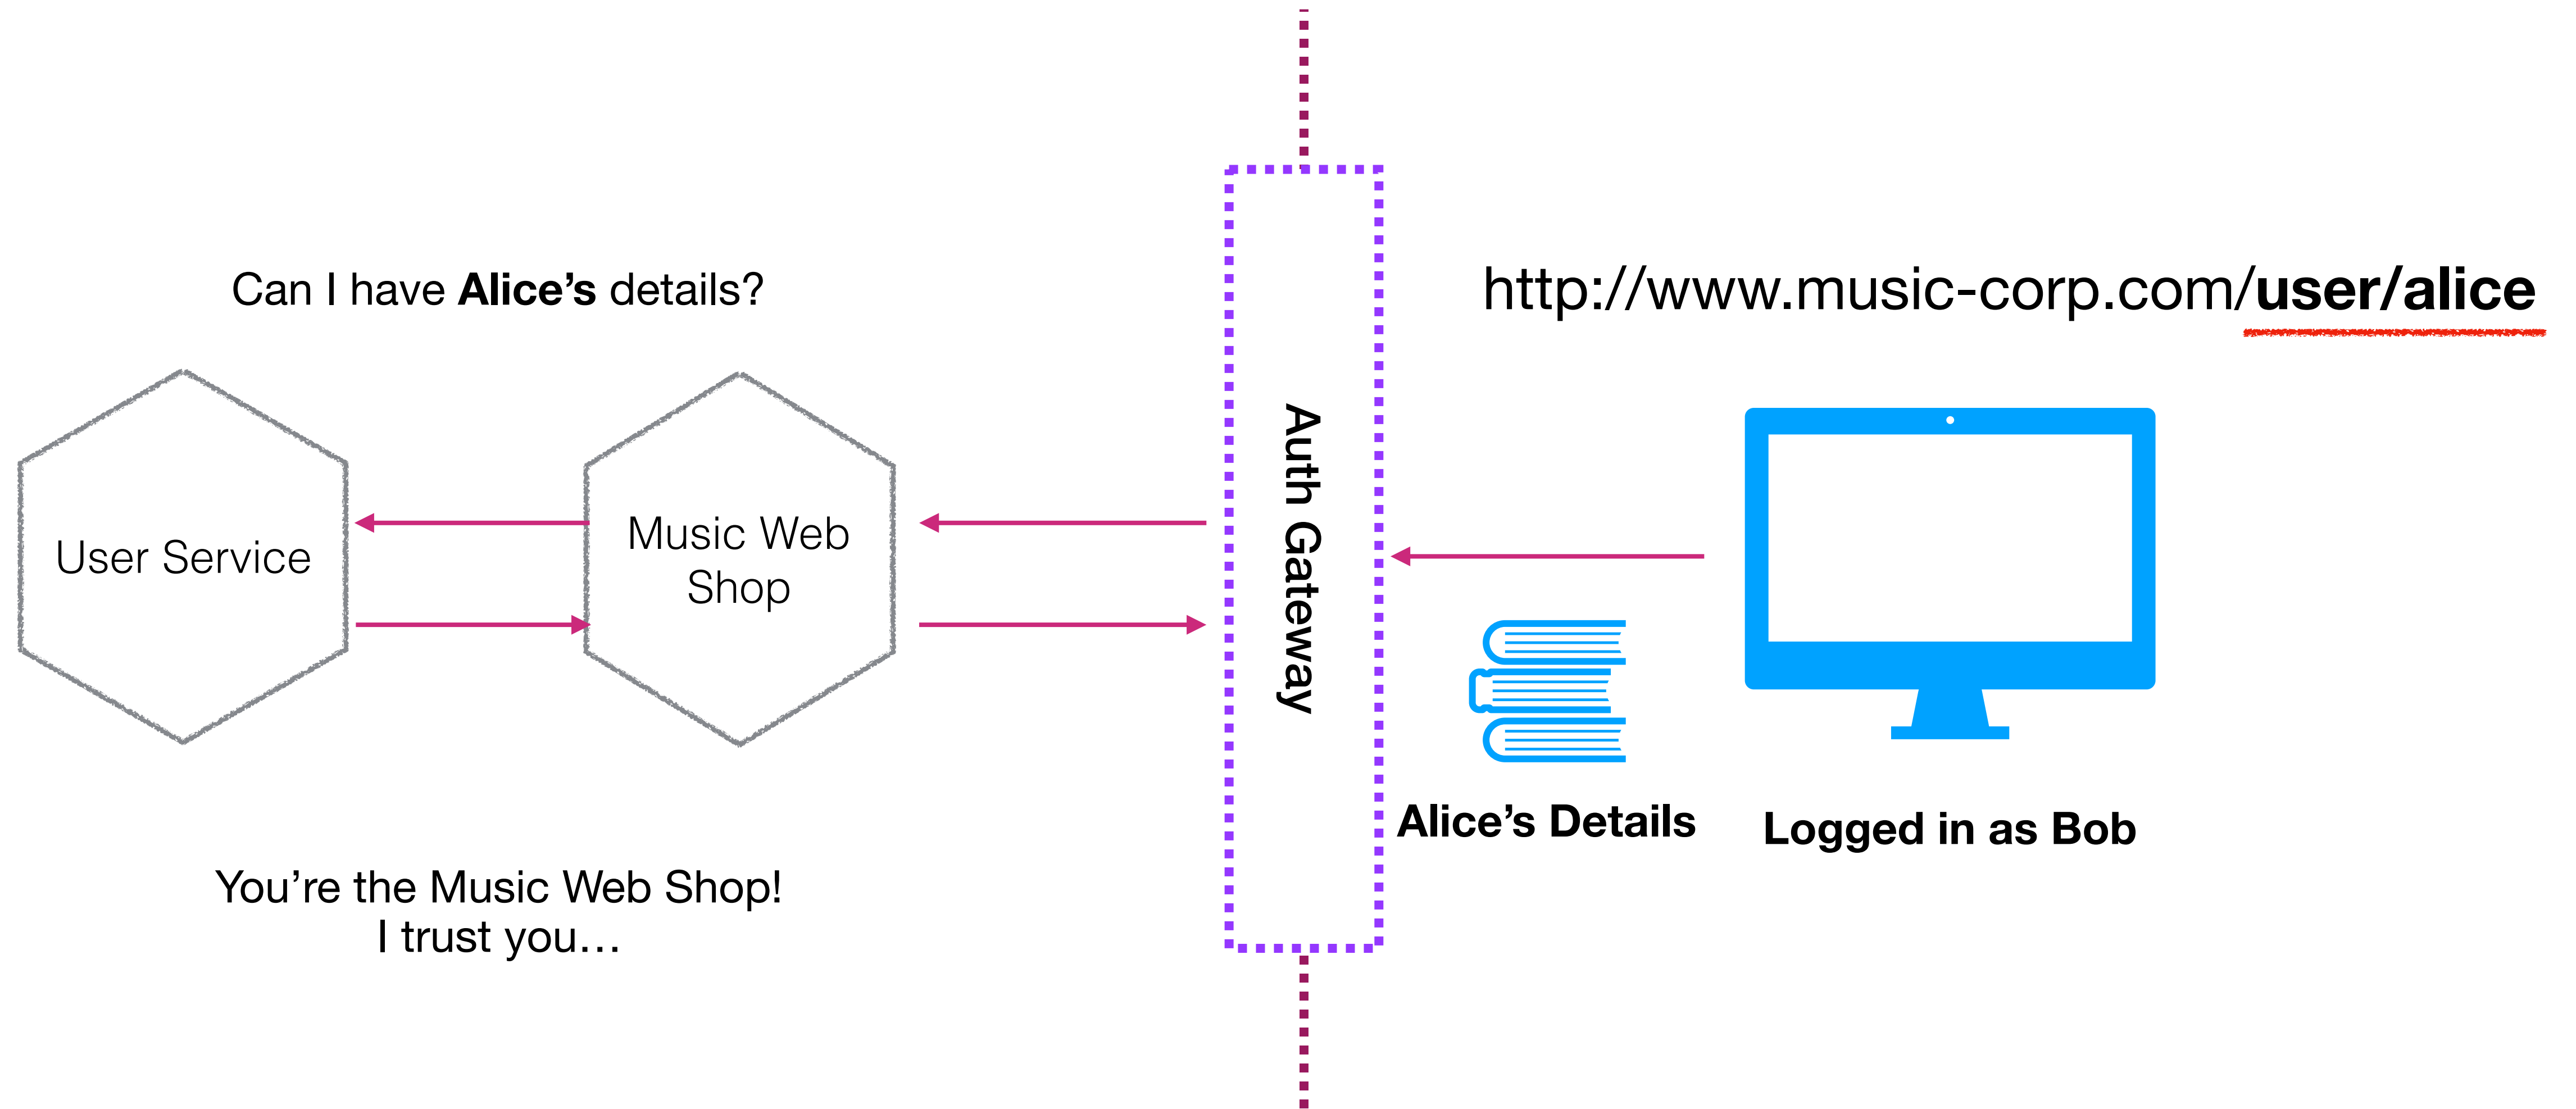 Can I have Alice’s details?
http://www.music-corp.com/user/alice
User Service
Music Web
Shop
Auth Gateway
Alice’s Details
Logged in as Bob
You’re the Music Web Shop!
I trust you…